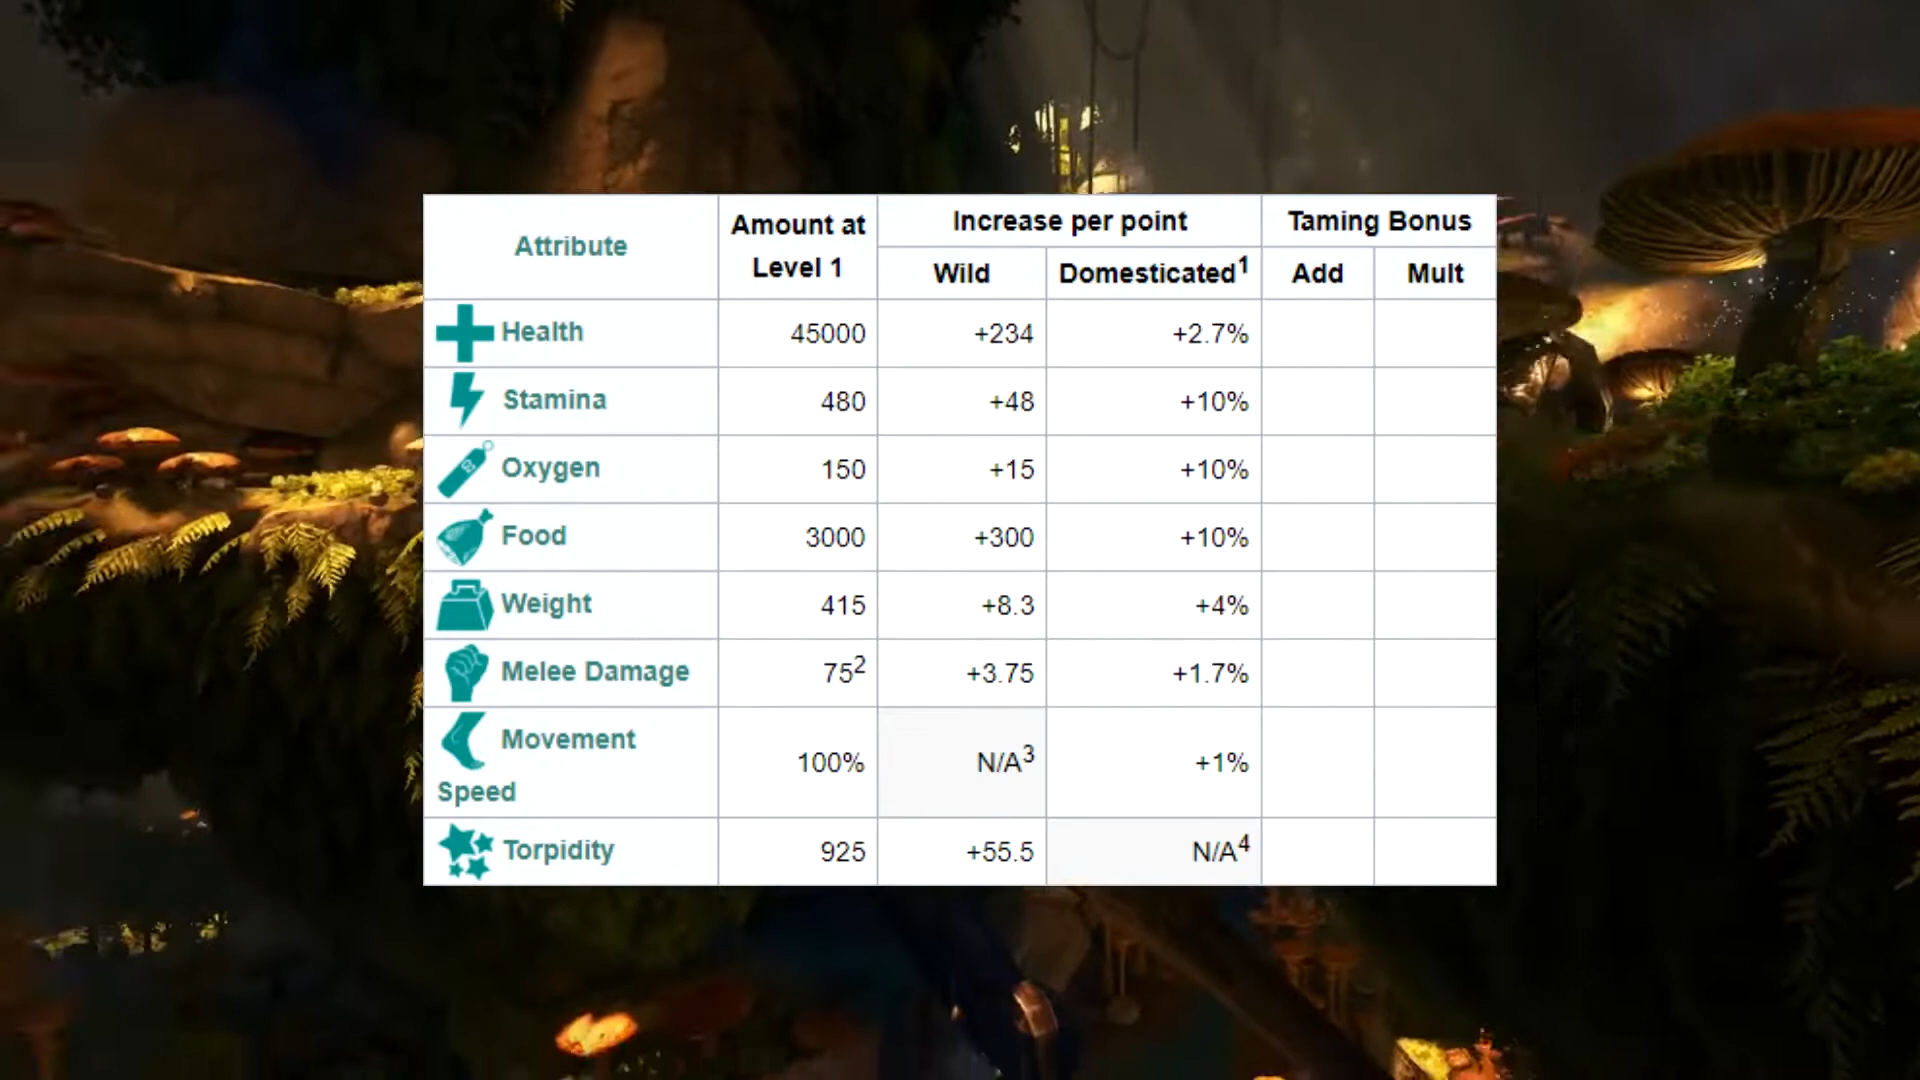 Attribute Amount at Level 1 Increase per point Taming Bonus
Wild Domesticated1 Add Mult
Health 45000 +234 +2.7%
Stamina 480 +48 +10%
Oxygen 150 +15 +10%
Food 3000 +300 +10%
Weight 415 +8.3 +4%
Melee Damage 752 +3.75 +1.7%
Movement Speed 100% N/A3 +1%
Torpidity 925 +55.5 N/A4